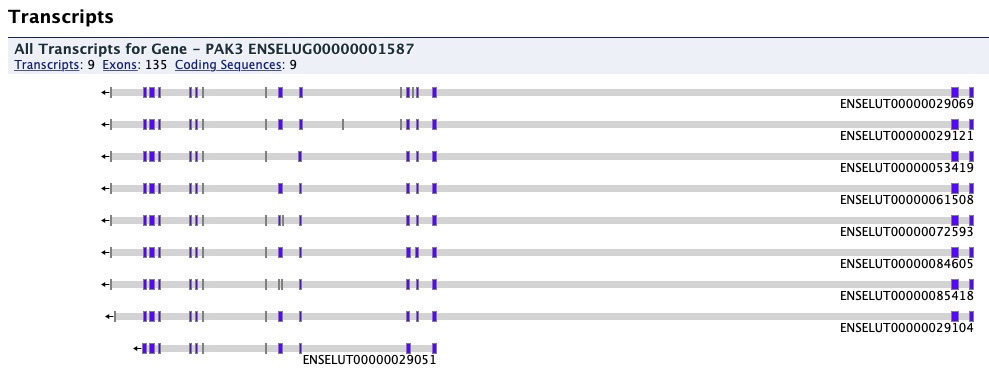 Transcripts
All Transcripts for Gene - PAK3 ENSELUG00000001587
Transcripts: 9 Exons: 135 Coding Sequences: 9
ENSELUT00000029069
ENSELUT00000029121
ENSELUT00000053419
ENSELUT00000061508
ENSELUT00000072593
ENSELUT00000084605
ENSELUT00000085418
ENSELUT00000029104
ENSELUT00000029051